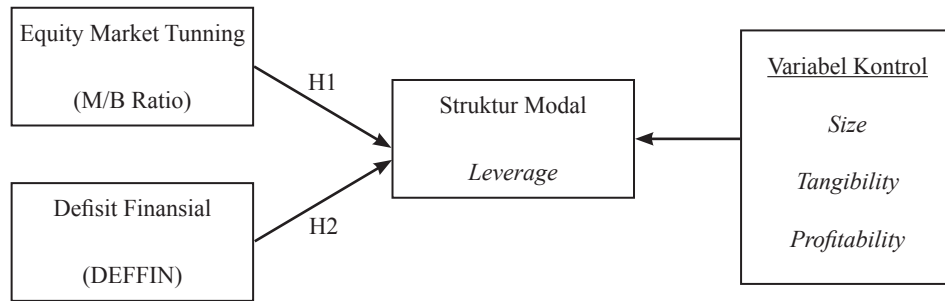 Equity Market Tunning
(M/B Ratio)
H1
Defisit Finansial
(DEFFIN)
H2
Struktur Modal
Leverage
Variabel Kontrol
Size
Tangibility
Profitability